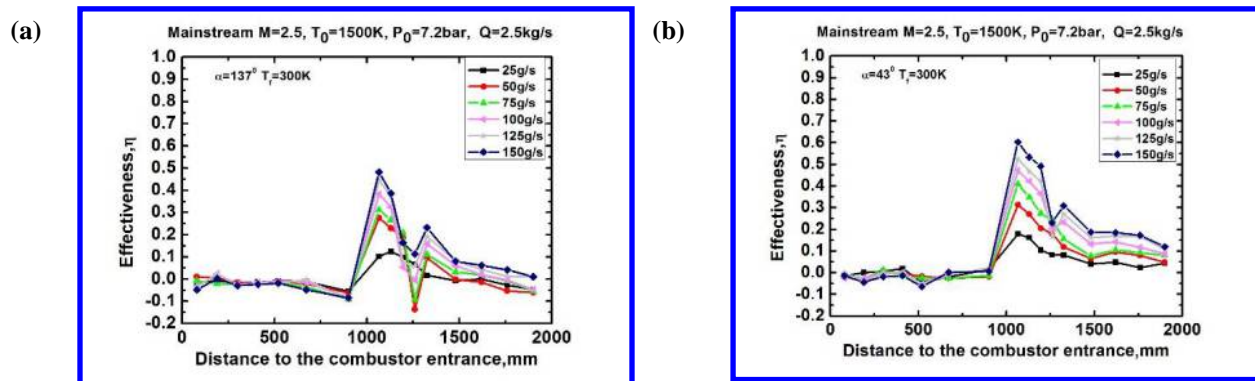 (a)
Mainstream M=2.5, T0=1500K, P0=7.2bar, Q=2.5kg/s
1.0
0.9
0.8
0.7
0.6
0.5
0.4
0.3
0.2
0.1
0.0
-0.1
-0.2
Effectiveness,η
α=137⁰ Tf=300K
25g/s
50g/s
75g/s
100g/s
125g/s
150g/s
0 500 1000 1500 2000
Distance to the combustor entrance,mm
(b)
Mainstream M=2.5, T0=1500K, P0=7.2bar, Q=2.5kg/s
1.0
0.9
0.8
0.7
0.6
0.5
0.4
0.3
0.2
0.1
0.0
-0.1
-0.2
Effectiveness,η
α=43⁰ Tf=300K
25g/s
50g/s
75g/s
100g/s
125g/s
150g/s
0 500 1000 1500 2000
Distance to the combustor entrance,mm